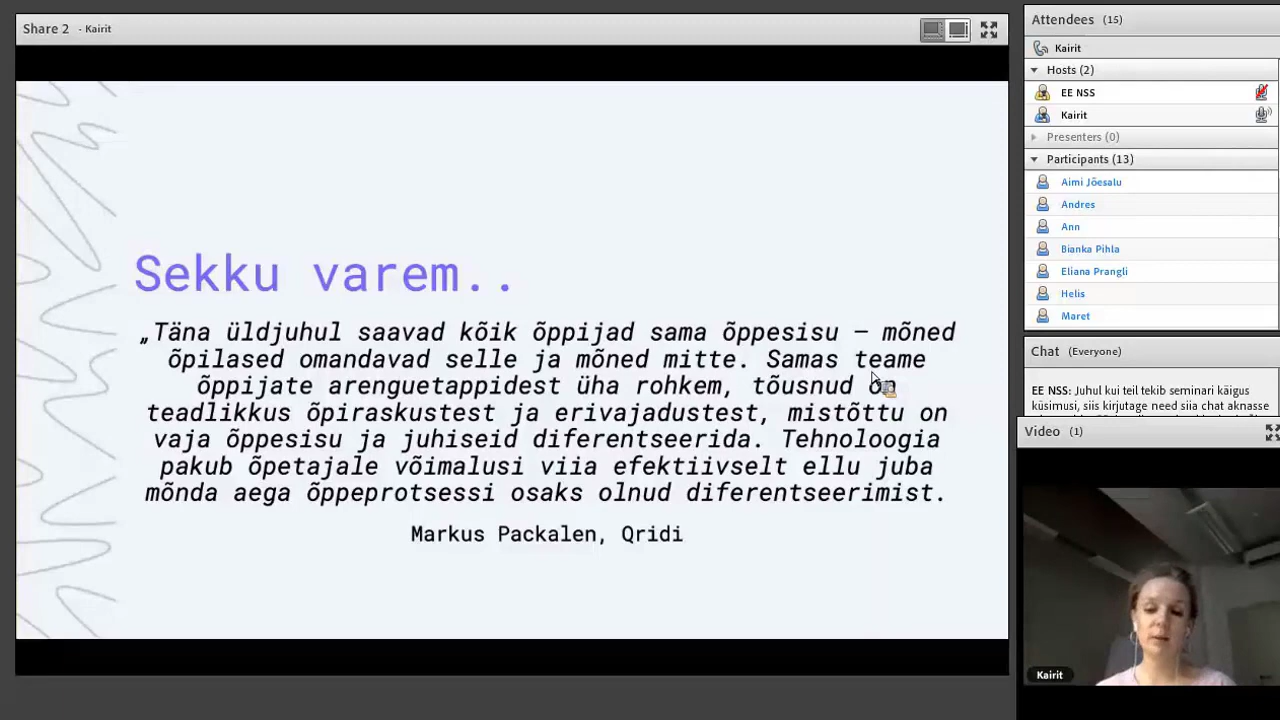 Share 2 - Kairit
Sekku varem..
„Täna üldjuhul saavad kõik õppijad sama õppesisu – mõned
õpilased omandavad selle ja mõned mitte. Samas teame
õppijate arenguetappidest üha rohkem, tõusnud on
teadlikkus õpiraskustest ja erivajadustest, mistõttu on
vaja õppesisu ja juhiseid diferentseerida. Tehnoloogia
pakub õpetajale võimalusi viia efektiivselt ellu juba
mõnda aega õppeprotsessi osaks olnud diferentseerimist.
Markus Packalen, Qridi
Attendees (15)
Kairit
Hosts (2)
EE NSS
Kairit
Presenters (0)
Participants (13)
Aimi Jõesalu
Andres
Ann
Bianka Pihla
Eliana Prangli
Helis
Maret
Chat (Everyone)
EE NSS: Juhul kui teil tekib seminari käigus
küsimusi, siis kirjutage need siia chat aknasse
Video (1)
Kairit